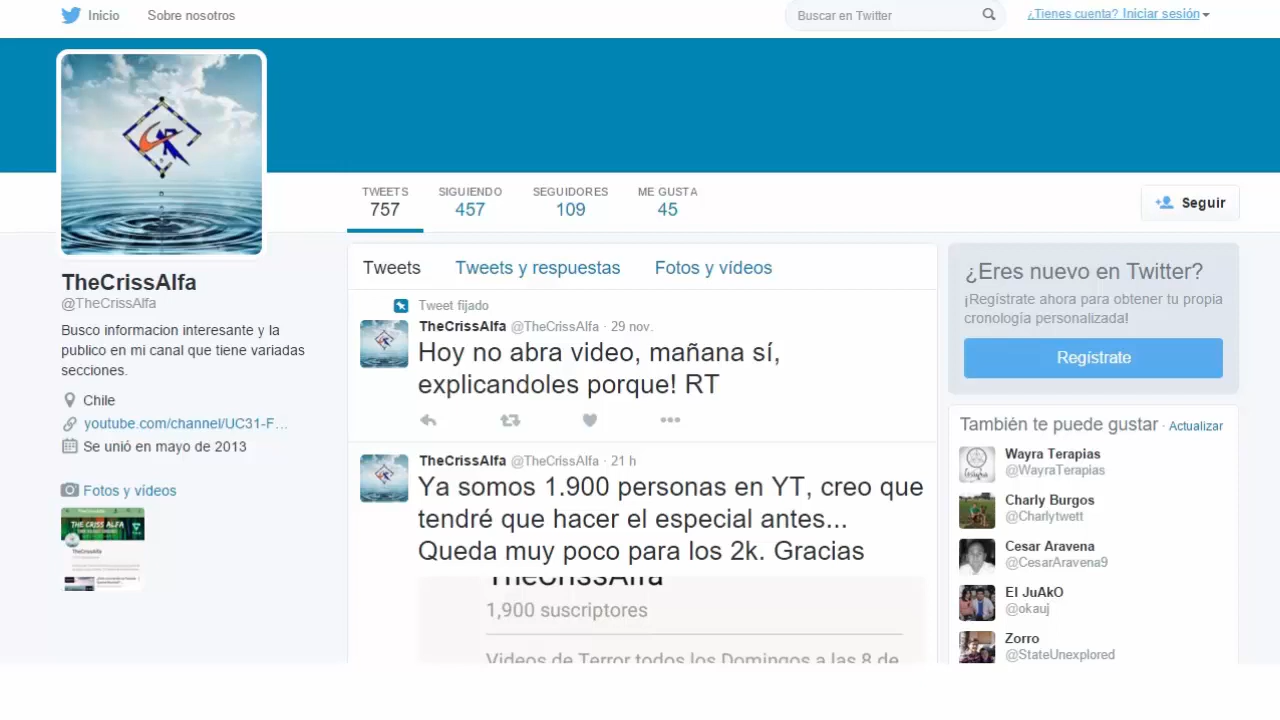 Inicio
Sobre nosotros
Buscar en Twitter
¿Tienes cuenta? Iniciar sesión
TWEETS
757
SIGUIENDO
457
SEGUIDORES
109
ME GUSTA
45
Seguir
TheCrissAlfa
@TheCrissAlfa
Busco informacion interesante y la
publico en mi canal que tiene variadas
secciones.
Chile
youtube.com/channel/UC31-F...
Se unió en mayo de 2013
Fotos y vídeos
THE CRISS ALFA
TheCrissAlfa
Tweets
Tweets y respuestas
Fotos y vídeos
Tweet fijado
TheCrissAlfa @TheCrissAlfa · 29 nov.
Hoy no abra video, mañana sí,
explicandoles porque! RT
TheCrissAlfa @TheCrissAlfa · 21 h
Ya somos 1.900 personas en YT, creo que
tendré que hacer el especial antes...
Queda muy poco para los 2k. Gracias
TheCrissAlfa
1,900 suscriptores
Videos de Terror todos los Domingos a las 8 de
¿Eres nuevo en Twitter?
¡Regístrate ahora para obtener tu propia
cronología personalizada!
Regístrate
También te puede gustar · Actualizar
Wayra Terapias
@WayraTerapias
Charly Burgos
@Charlytwett
Cesar Aravena
@CesarAravena9
El JuAkO
@okauj
Zorro
@StateUnexplored